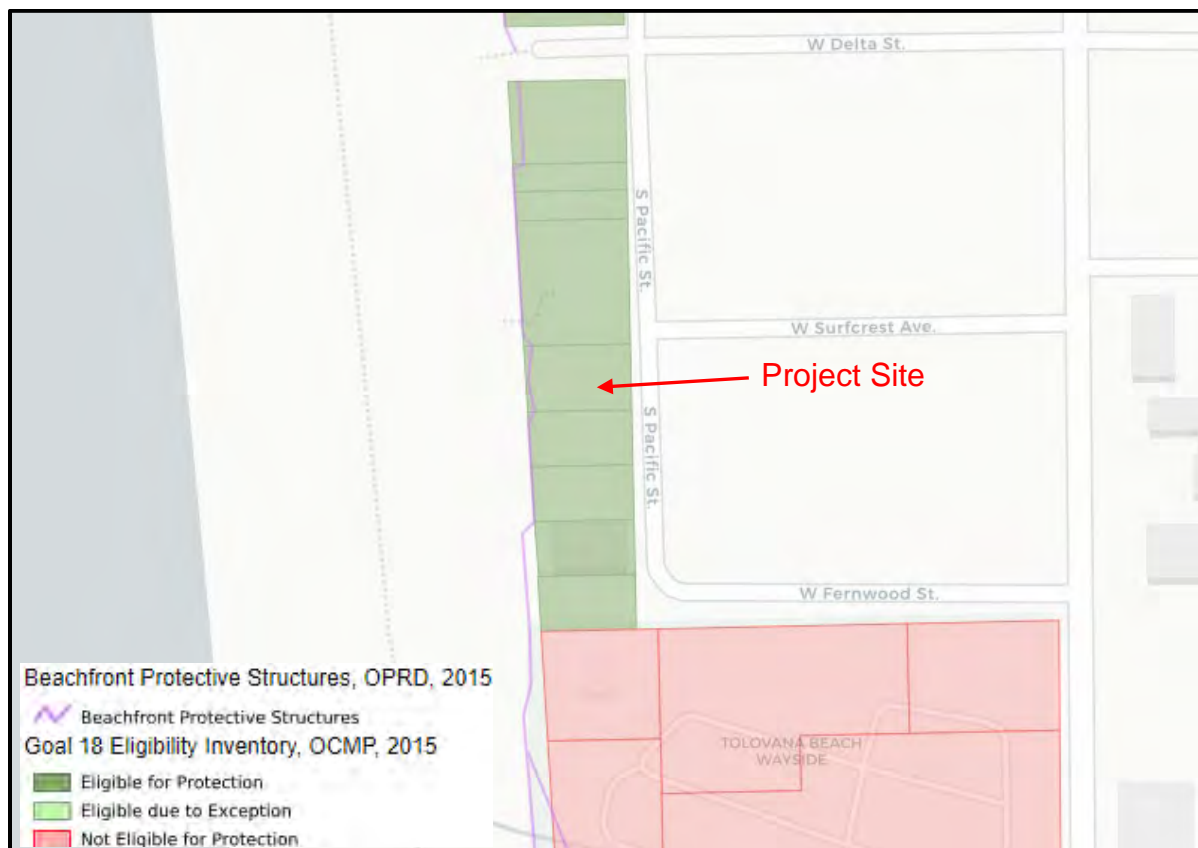 W Delta St.
S Pacific St.
W Surfcrest Ave.
Project Site
S Pacific St.
W Fernwood St.
TOLOVANA BEACH
WAYSIDE
Beachfront Protective Structures, OPRD, 2015
Beachfront Protective Structures
Goal 18 Eligibility Inventory, OCMP, 2015
Eligible for Protection
Eligible due to Exception
Not Eligible for Protection